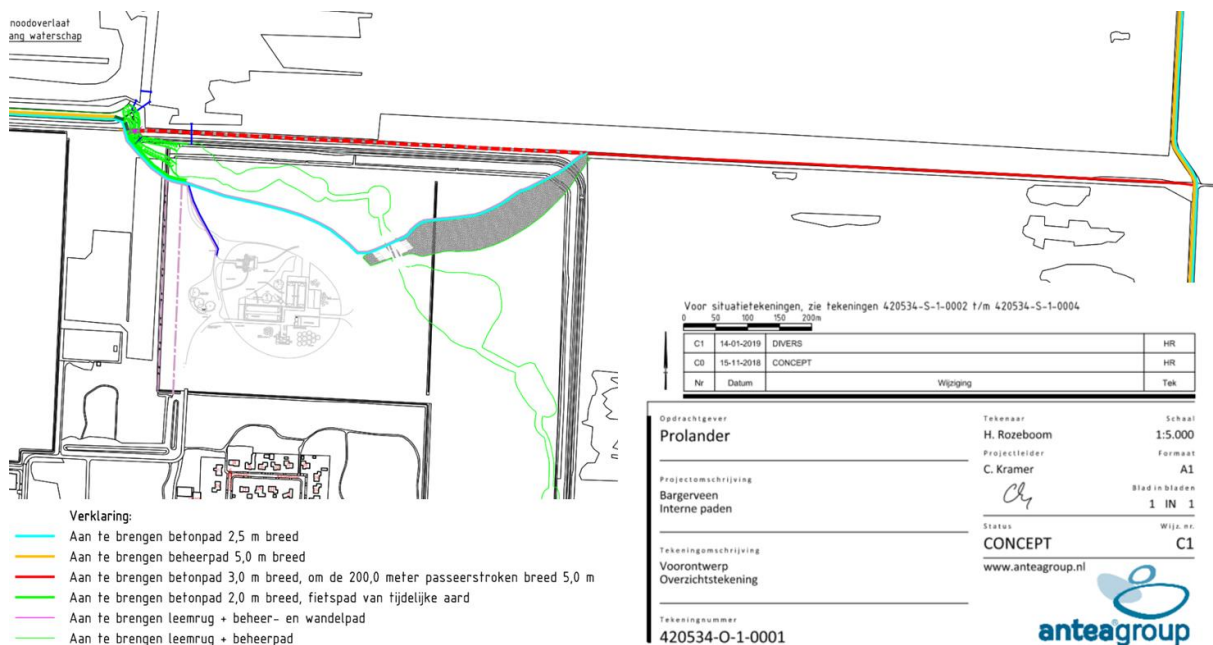 noodoverlaat
ang waterschap
Verklaring:
Aan te brengen betonpad 2,5 m breed
Aan te brengen beheerpad 5,0 m breed
Aan te brengen betonpad 3,0 m breed, om de 200,0 meter passeerstroken breed 5,0 m
Aan te brengen betonpad 2,0 m breed, fietspad van tijdelijke aard
Aan te brengen leemrug + beheer- en wandelpad
Aan te brengen leemrug + beheerpad
Voor situatietekeningen, zie tekeningen 420534-S-1-0002 t/m 420534-S-1-0004
0 50 100 150 200m
C1 14-01-2019 DIVERS HR
C0 15-11-2018 CONCEPT HR
Nr Datum Wijziging Tek
Opdrachtgever
Prolander
Projectomschrijving
Bargerveen
Interne paden
Tekeningomschrijving
Voorontwerp
Overzichtstekening
Tekeningnummer
420534-O-1-0001
Tekenaar
H. Rozeboom
Schaal
1:5.000
Projectleider
C. Kramer
Formaat
A1
Blad in bladen
1 IN 1
Status
CONCEPT
Wijz. nr.
C1
www.anteagroup.nl
anteagroup